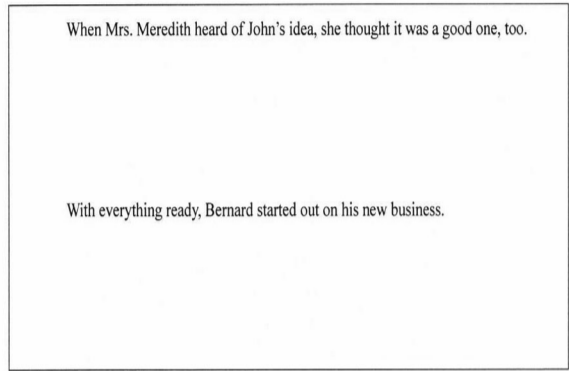 When Mrs. Meredith heard of John's idea, she thought it was a good one, too.
With everything ready, Bernard started out on his new business.